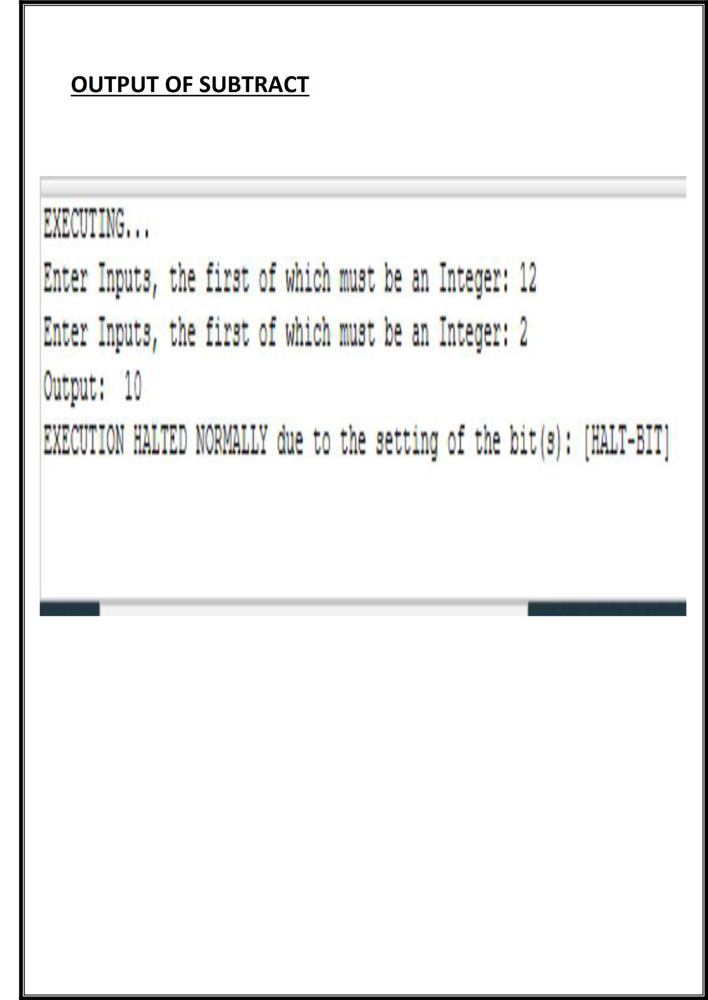 OUTPUT OF SUBTRACT
EXECUTING...
Enter Inputs, the first of which must be an Integer: 12
Enter Inputs, the first of which must be an Integer: 2
Output:  10
EXECUTION HALTED NORMALLY due to the setting of the bit(s): [HALT-BIT]